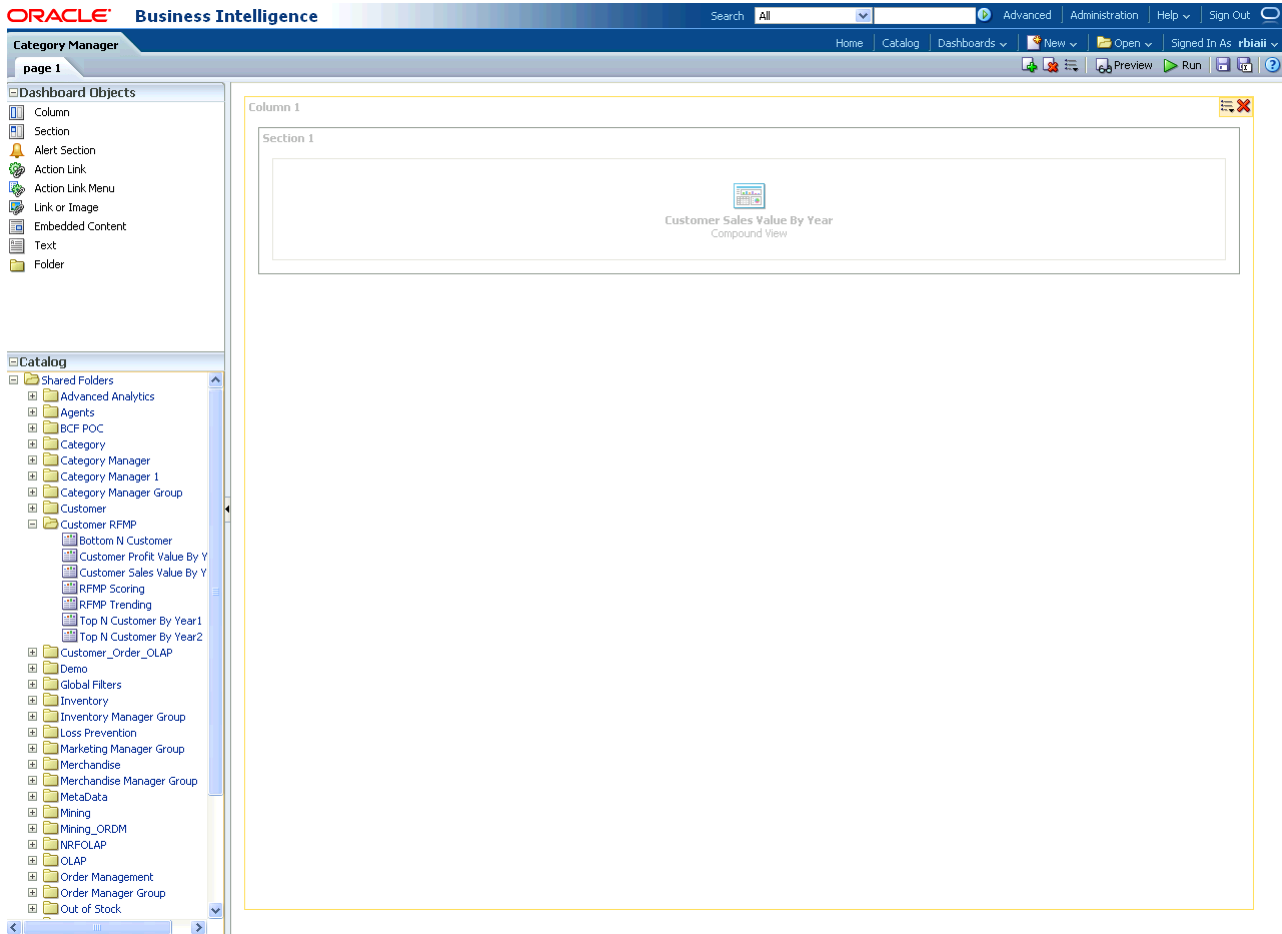 ORACLE Business Intelligence
Search All Advanced Administration Help Sign Out
Category Manager
Home Catalog Dashboards New Open Signed In As rbiaii
page 1
Preview Run
Dashboard Objects
Column
Section
Alert Section
Action Link
Action Link Menu
Link or Image
Embedded Content
Text
Folder
Catalog
Shared Folders
Advanced Analytics
Agents
BCF POC
Category
Category Manager
Category Manager 1
Category Manager Group
Customer
Customer RFMP
Bottom N Customer
Customer Profit Value By Y
Customer Sales Value By Y
RFMP Scoring
RFMP Trending
Top N Customer By Year1
Top N Customer By Year2
Customer_Order_OLAP
Demo
Global Filters
Inventory
Inventory Manager Group
Loss Prevention
Marketing Manager Group
Merchandise
Merchandise Manager Group
MetaData
Mining
Mining_ORDM
NRFOLAP
OLAP
Order Management
Order Manager Group
Out of Stock
Column 1
Section 1
Customer Sales Value By Year
Compound View